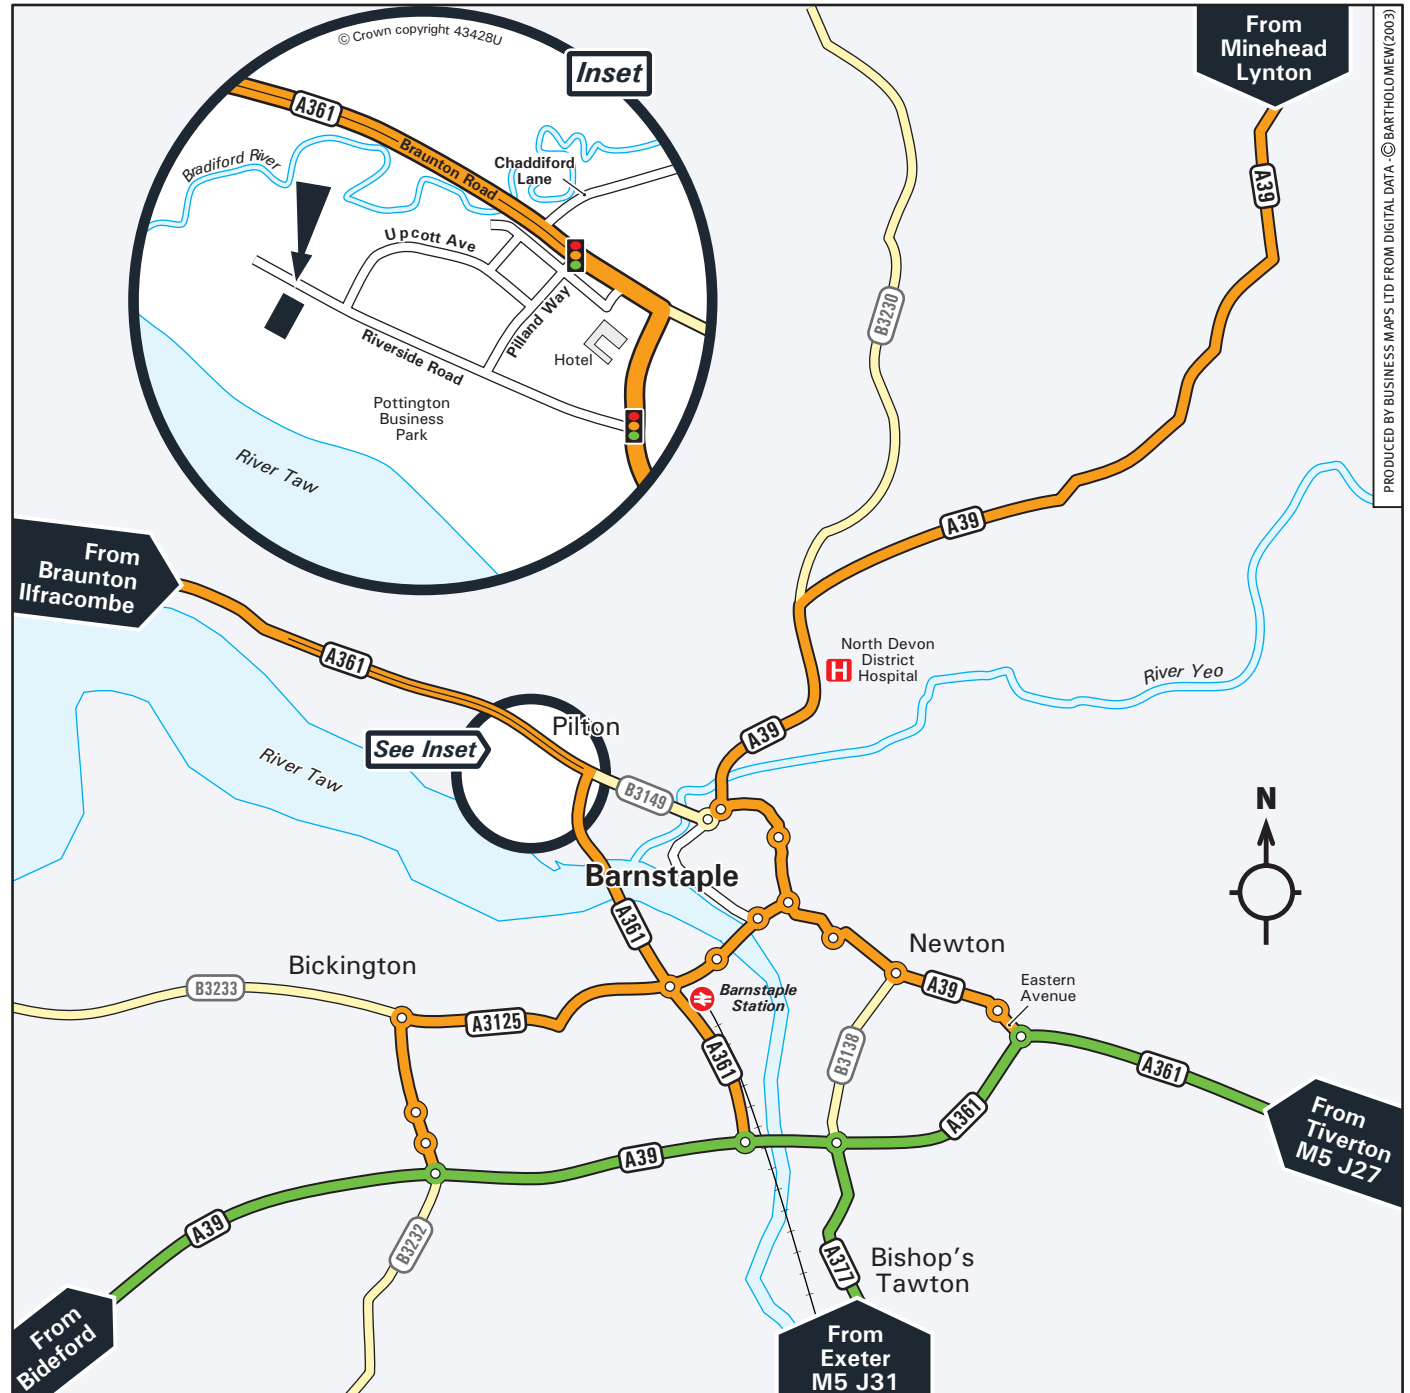 © Crown copyright 43428U
Inset
A361
Braunton Road
Bradiford River
Chaddiford
Lane
Upcott Ave
Pilland Way
Riverside Road
Hotel
Pottington
Business
Park
River Taw
From
Minehead
Lynton
PRODUCED BY BUSINESS MAPS LTD FROM DIGITAL DATA - © BARTHOLOMEW(2003)
A39
B3230
A39
From
Braunton
Ilfracombe
A361
North Devon
District
Hospital
H
River Yeo
Pilton
See Inset
A39
River Taw
B3149
N
Barnstaple
A361
Newton
Bickington
B3233
A3125
Barnstaple
Station
A39
Eastern
Avenue
A361
B3138
A361
A361
From
Tiverton
M5 J27
A39
A39
B3232
A377
Bishop's
Tawton
From
Bideford
From
Exeter
M5 J31